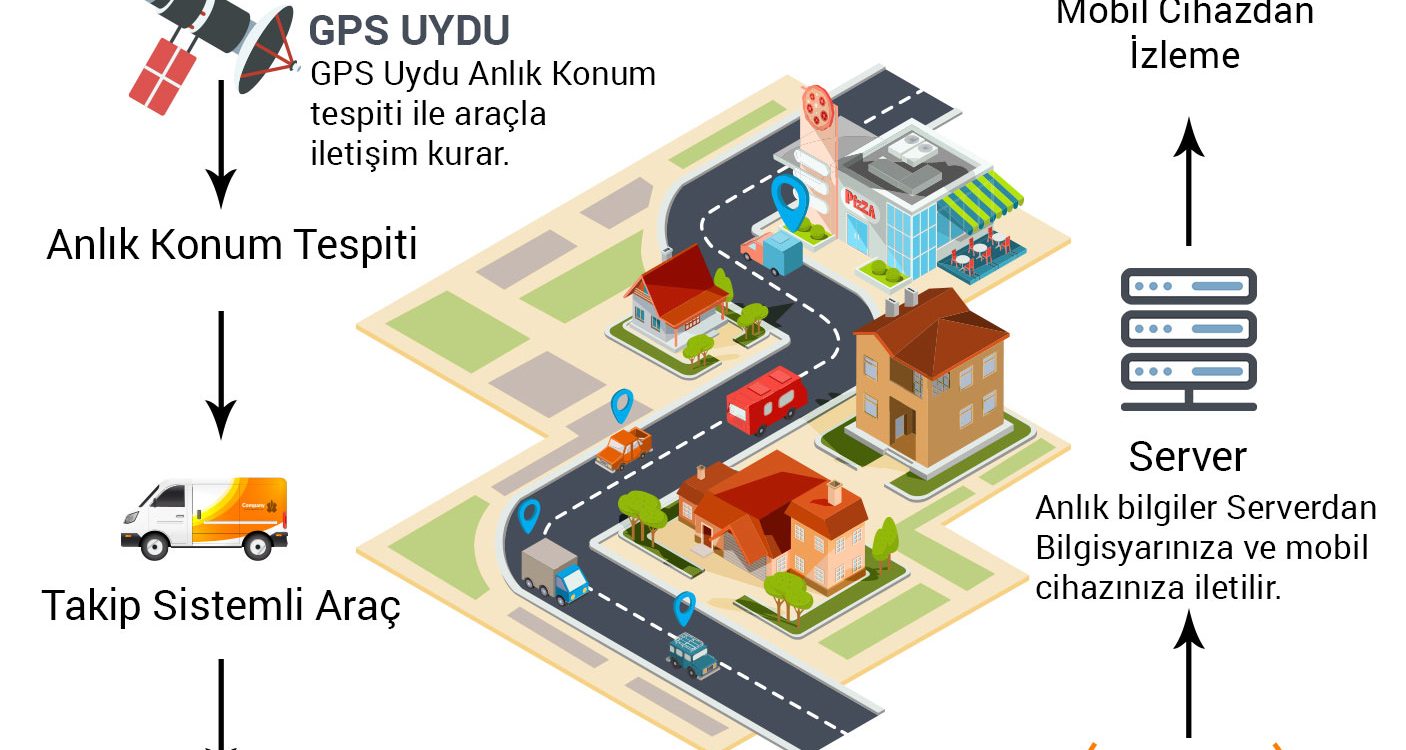 GPS UYDU
GPS Uydu Anlık Konum
tespiti ile araçla
iletişim kurar.
Anlık Konum Tespiti
Company
Takip Sistemli Araç
PIZZA
Mobil Cihazdan
İzleme
Server
Anlık bilgiler Serverdan
Bilgisyarınıza ve mobil
cihazınıza iletilir.